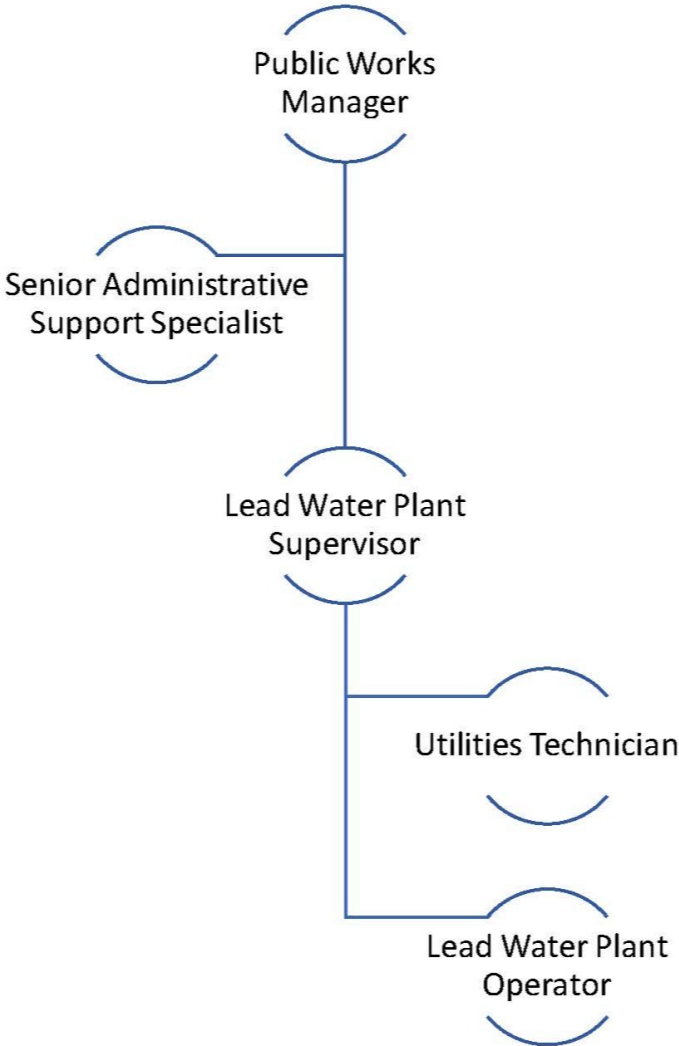 Public Works
Manager
Senior Administrative
Support Specialist
Lead Water Plant
Supervisor
Utilities Technician
Lead Water Plant
Operator